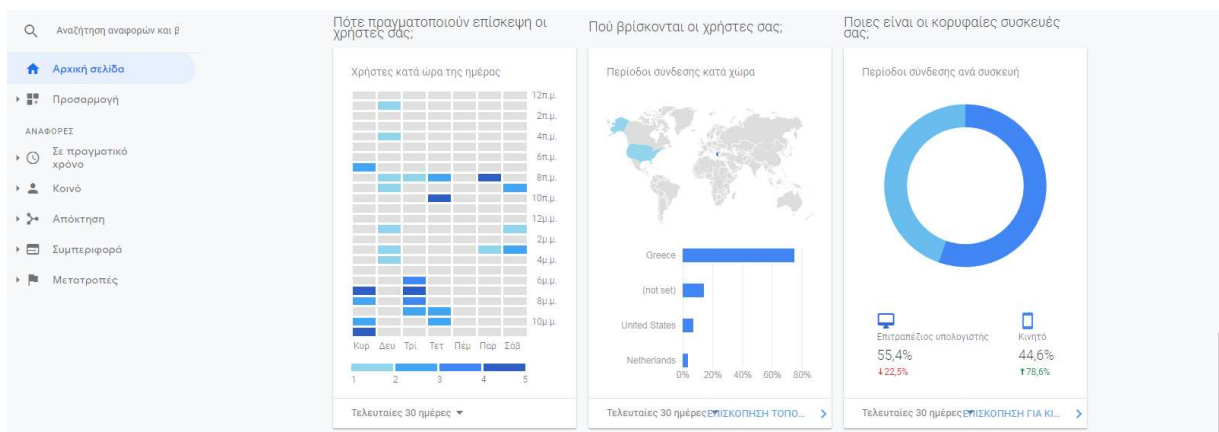 Αναζήτηση αναφορών και β
Αρχική σελίδα
Προσαρμογή
ΑΝΑΦΟΡΕΣ
Σε πραγματικό
χρόνο
Κοινό
Απόκτηση
Συμπεριφορά
Μετατροπές
Πότε πραγματοποιούν επίσκεψη οι
χρήστες σας;
Χρήστες κατά ώρα της ημέρας
12π.μ.
2π.μ.
4π.μ.
6π.μ.
8π.μ.
10π.μ.
12μ.μ.
2μ.μ.
4μ.μ.
6μ.μ.
8μ.μ.
10μ.μ.
Κυρ Δευ Τρί Τετ Πέμ Παρ Σάβ
1 2 3 4 5
Τελευταίες 30 ημέρες
Πού βρίσκονται οι χρήστες σας;
Περίοδοι σύνδεσης κατά χώρα
Greece
(not set)
United States
Netherlands
0% 20% 40% 60% 80%
Τελευταίες 30 ημέρες ΕΠΙΣΚΟΠΗΣΗ ΤΟΠΟ...
Ποιες είναι οι κορυφαίες συσκευές
σας;
Περίοδοι σύνδεσης ανά συσκευή
Επιτραπέζιος υπολογιστής Κινητό
55,4% 44,6%
22,5% 78,6%
Τελευταίες 30 ημέρες ΕΠΙΣΚΟΠΗΣΗ ΓΙΑ ΚΙ...